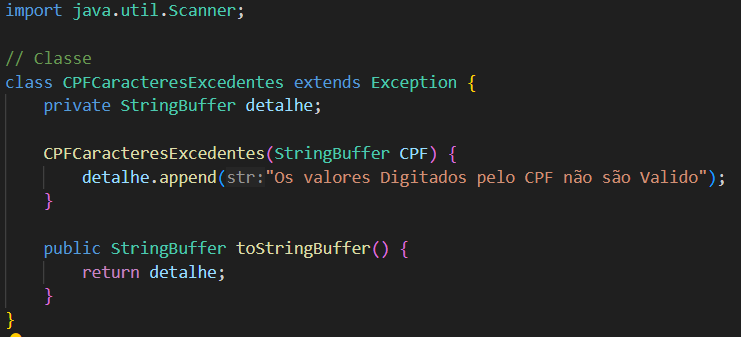 import java.util.Scanner;
// Classe
class CPFCaracteresExcedentes extends Exception {
private StringBuffer detalhe;
CPFCaracteresExcedentes(StringBuffer CPF) {
detalhe.append(str:"Os valores Digitados pelo CPF não são Valido");
}
public StringBuffer toStringBuffer() {
return detalhe;
}
}